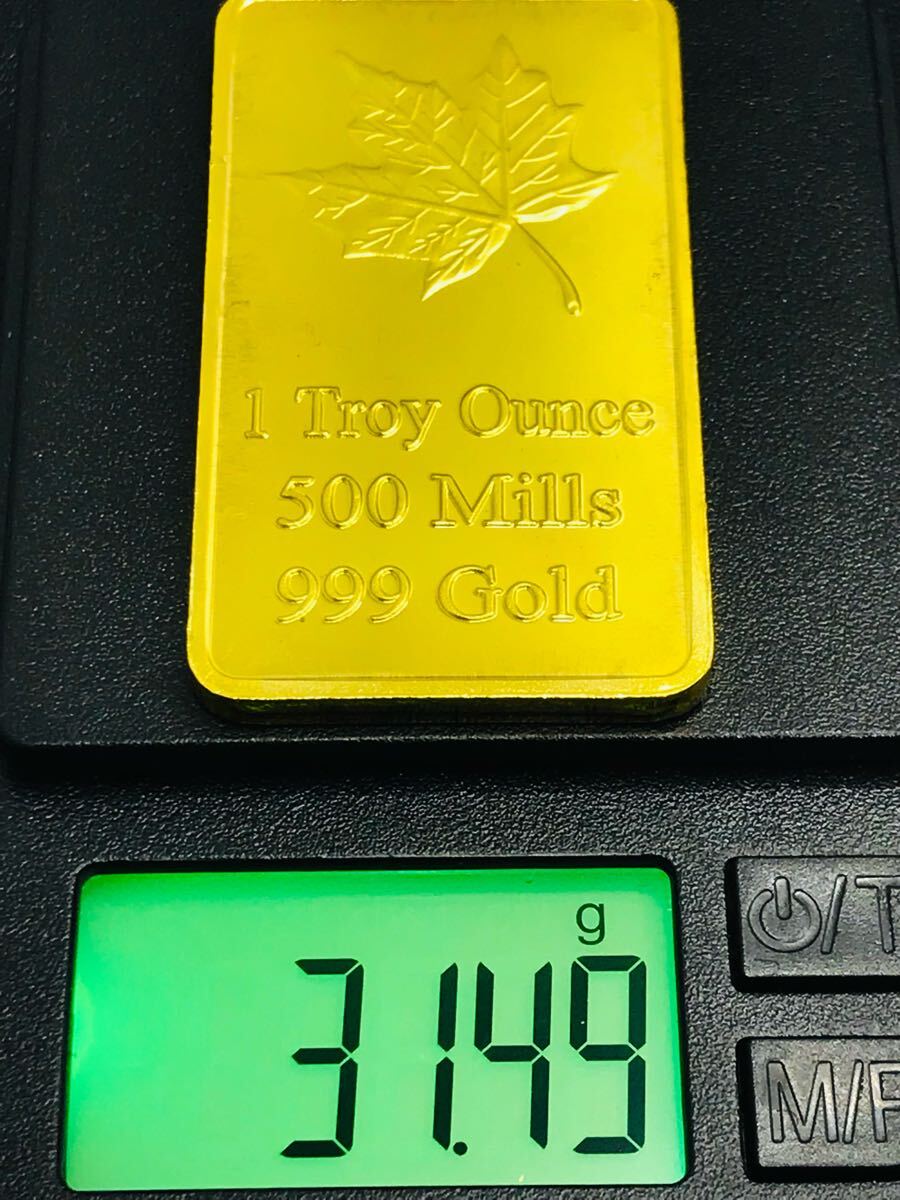 1 Troy Ounce
500 Mills
999 Gold
g
31.49
/T
M/